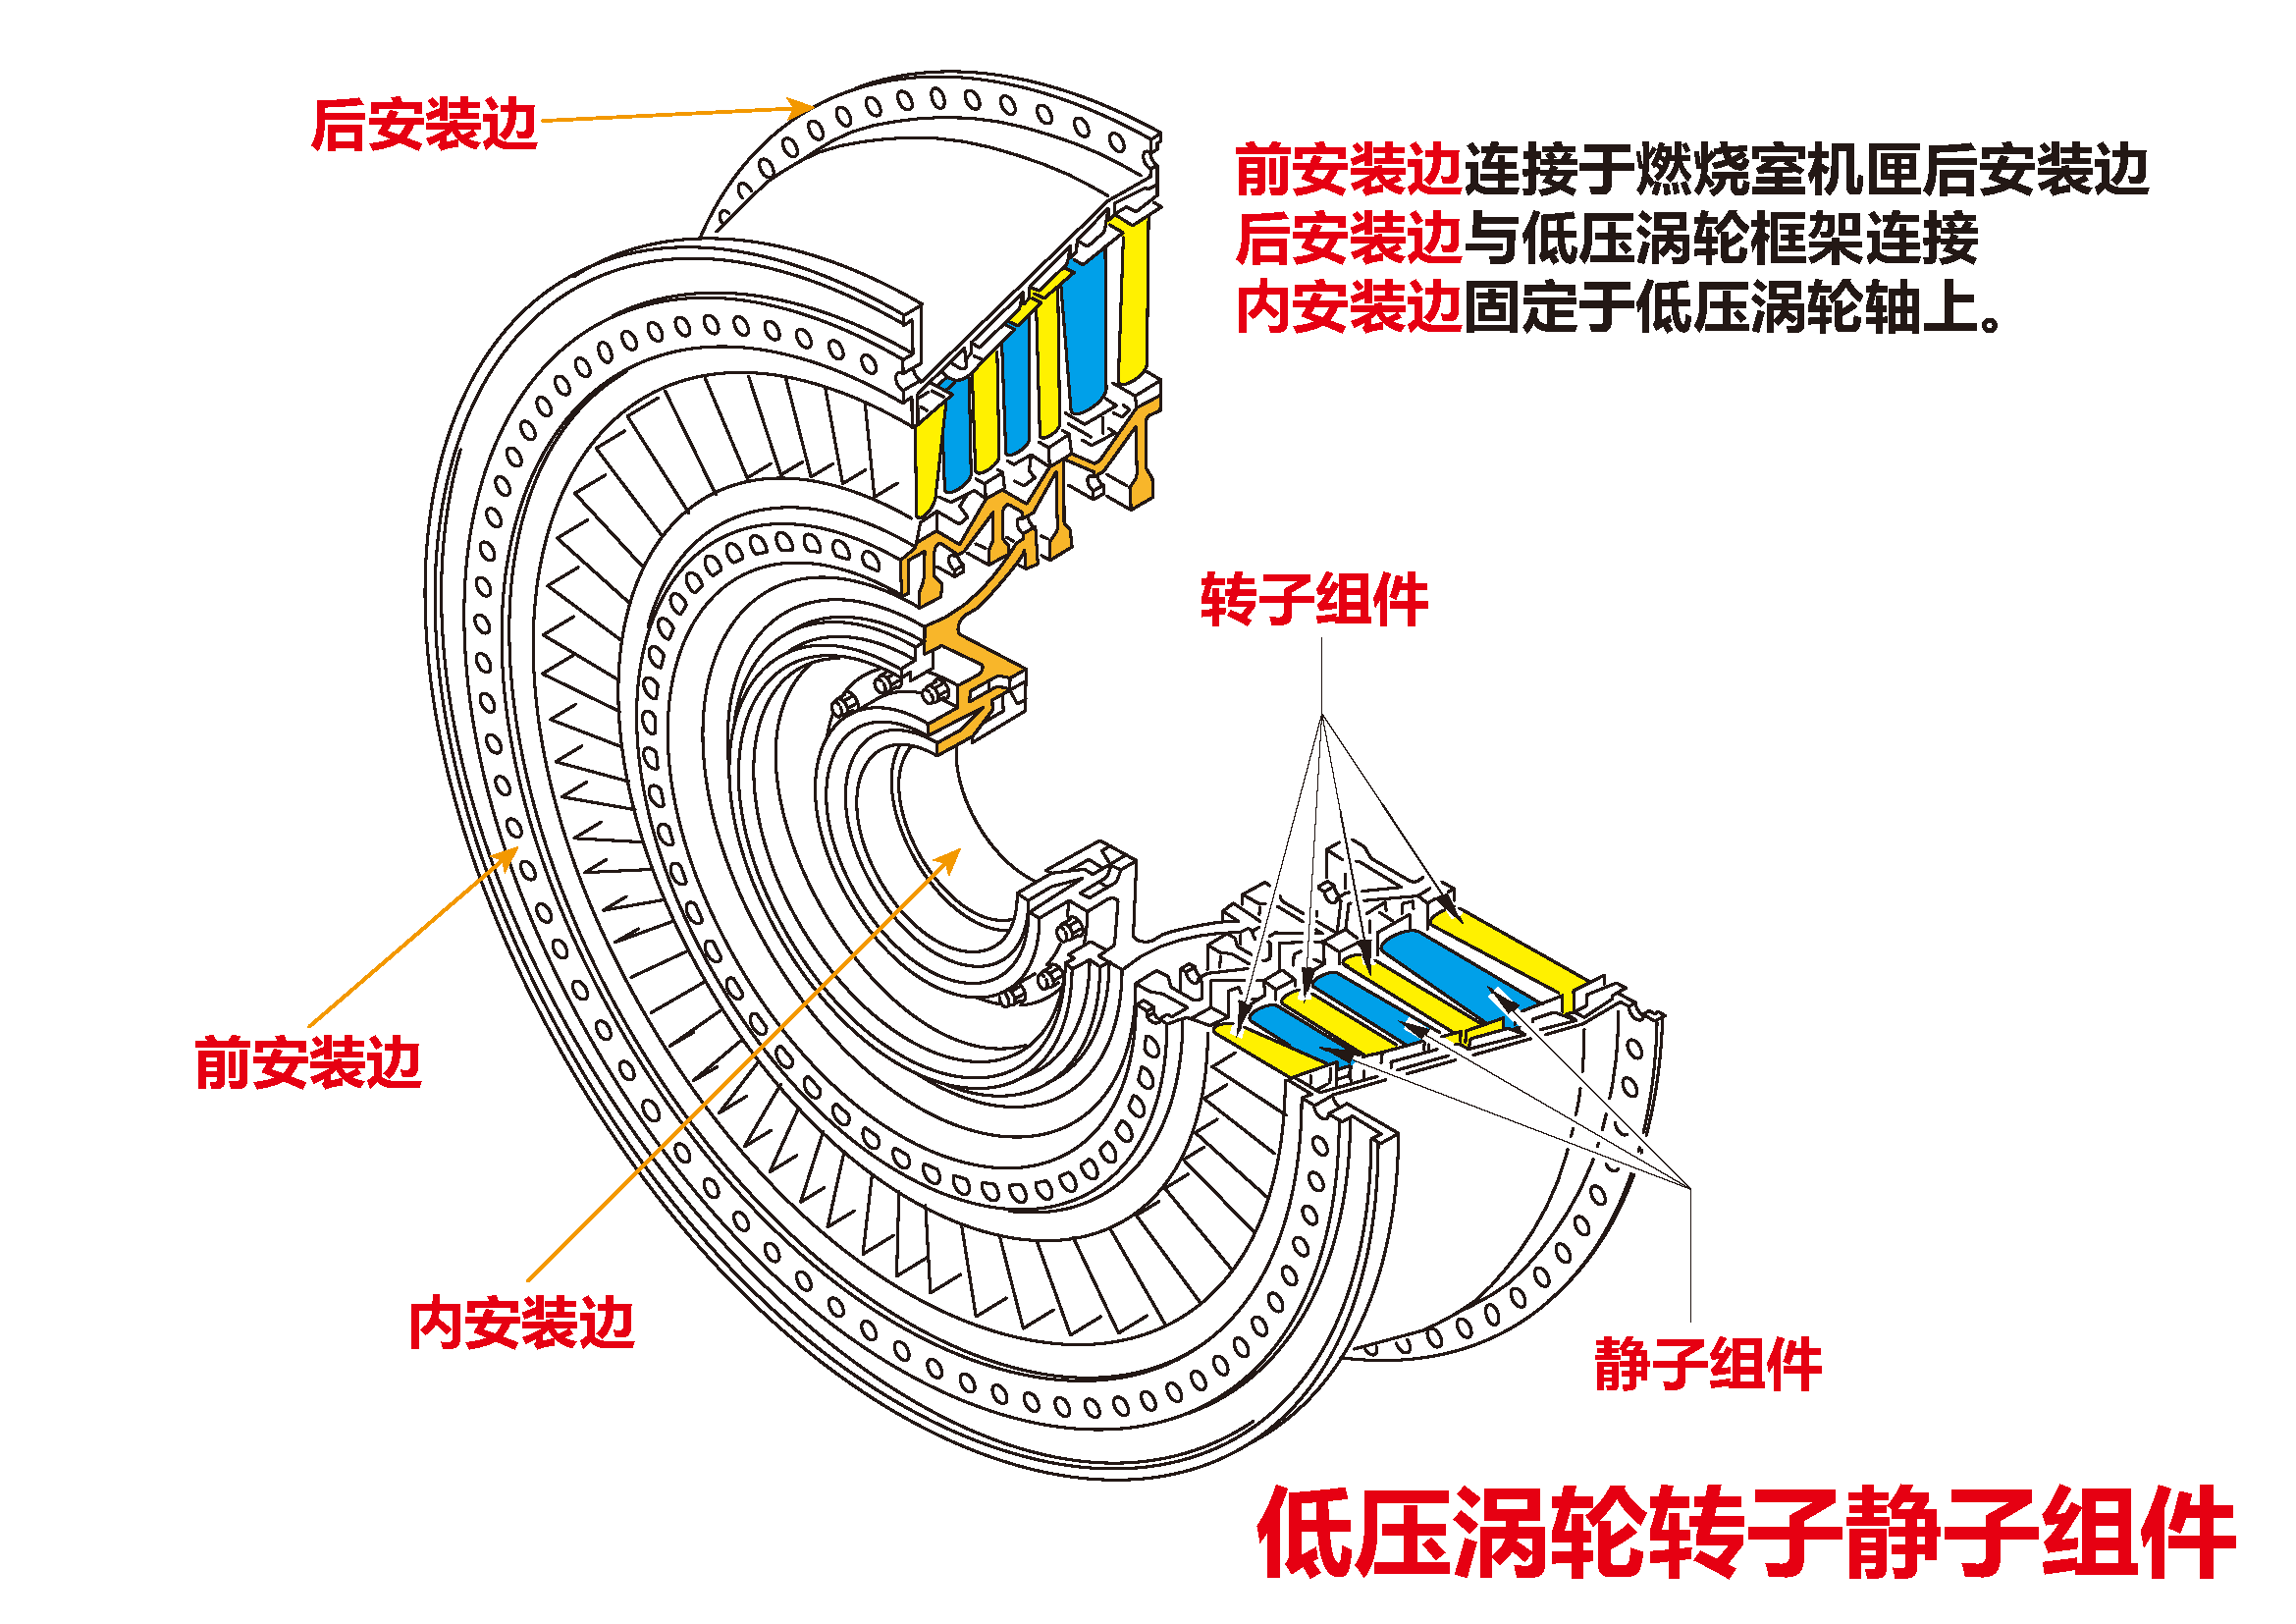 后安装边
前安装边连接于燃烧室机匣后安装边
后安装边与低压涡轮框架连接
内安装边固定于低压涡轮轴上。
转子组件
前安装边
内安装边
静子组件
低压涡轮转子静子组件